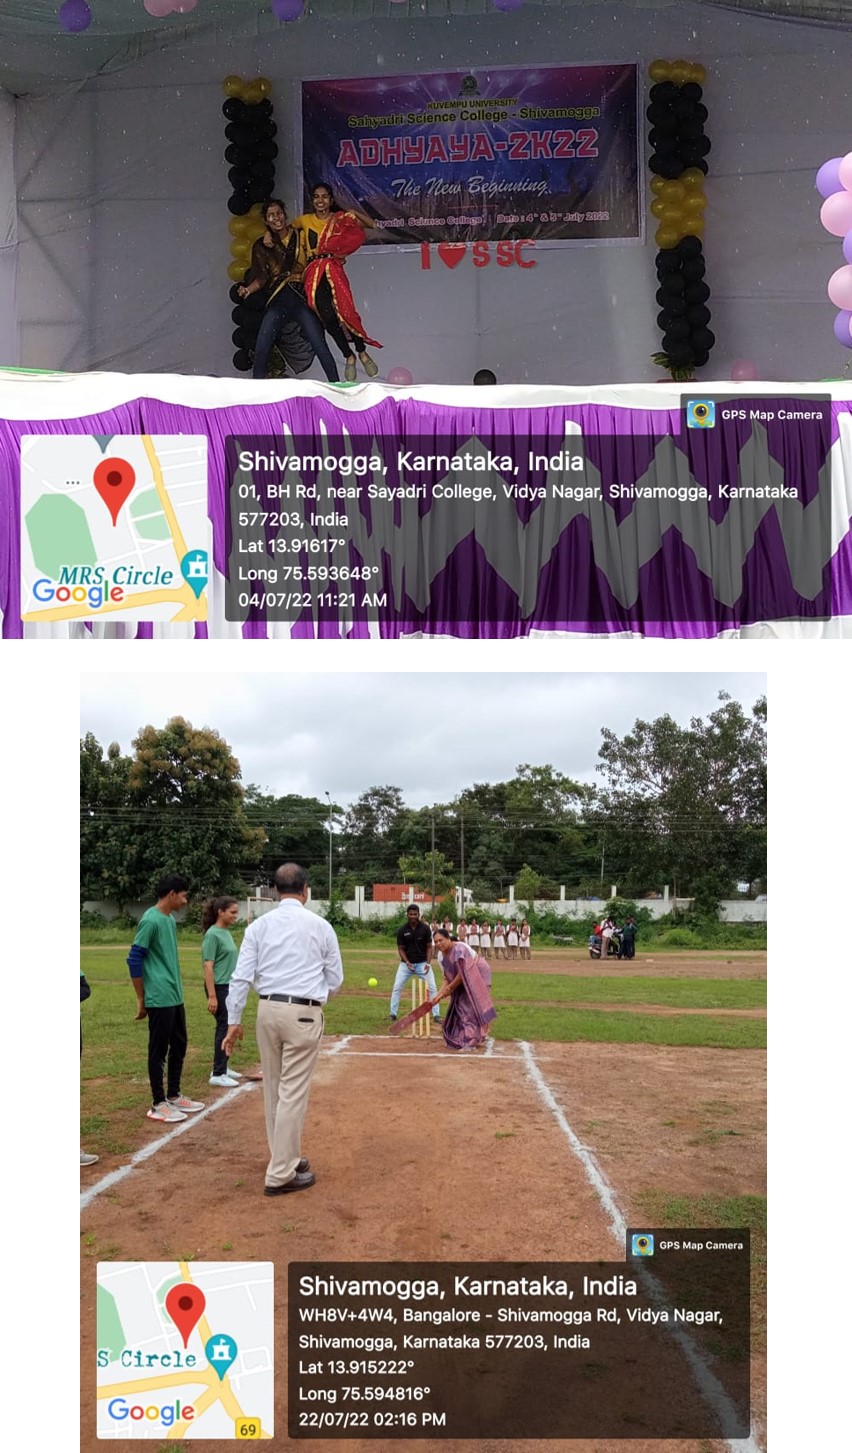 KUVEMPU UNIVERSITY
Sahyadri Science College - Shivamogga
ADHYAYA-2K22
The New Beginning
hyadri Science College | Date : 4th & 5th July 2022
I ♥ SSC
GPS Map Camera
Shivamogga, Karnataka, India
01, BH Rd, near Sayadri College, Vidya Nagar, Shivamogga, Karnataka
577203, India
Lat 13.91617°
Long 75.593648°
04/07/22 11:21 AM
...
MRS Circle
Google
GPS Map Camera
Shivamogga, Karnataka, India
WH8V+4W4, Bangalore - Shivamogga Rd, Vidya Nagar,
Shivamogga, Karnataka 577203, India
Lat 13.915222°
Long 75.594816°
22/07/22 02:16 PM
S Circle
Google
69